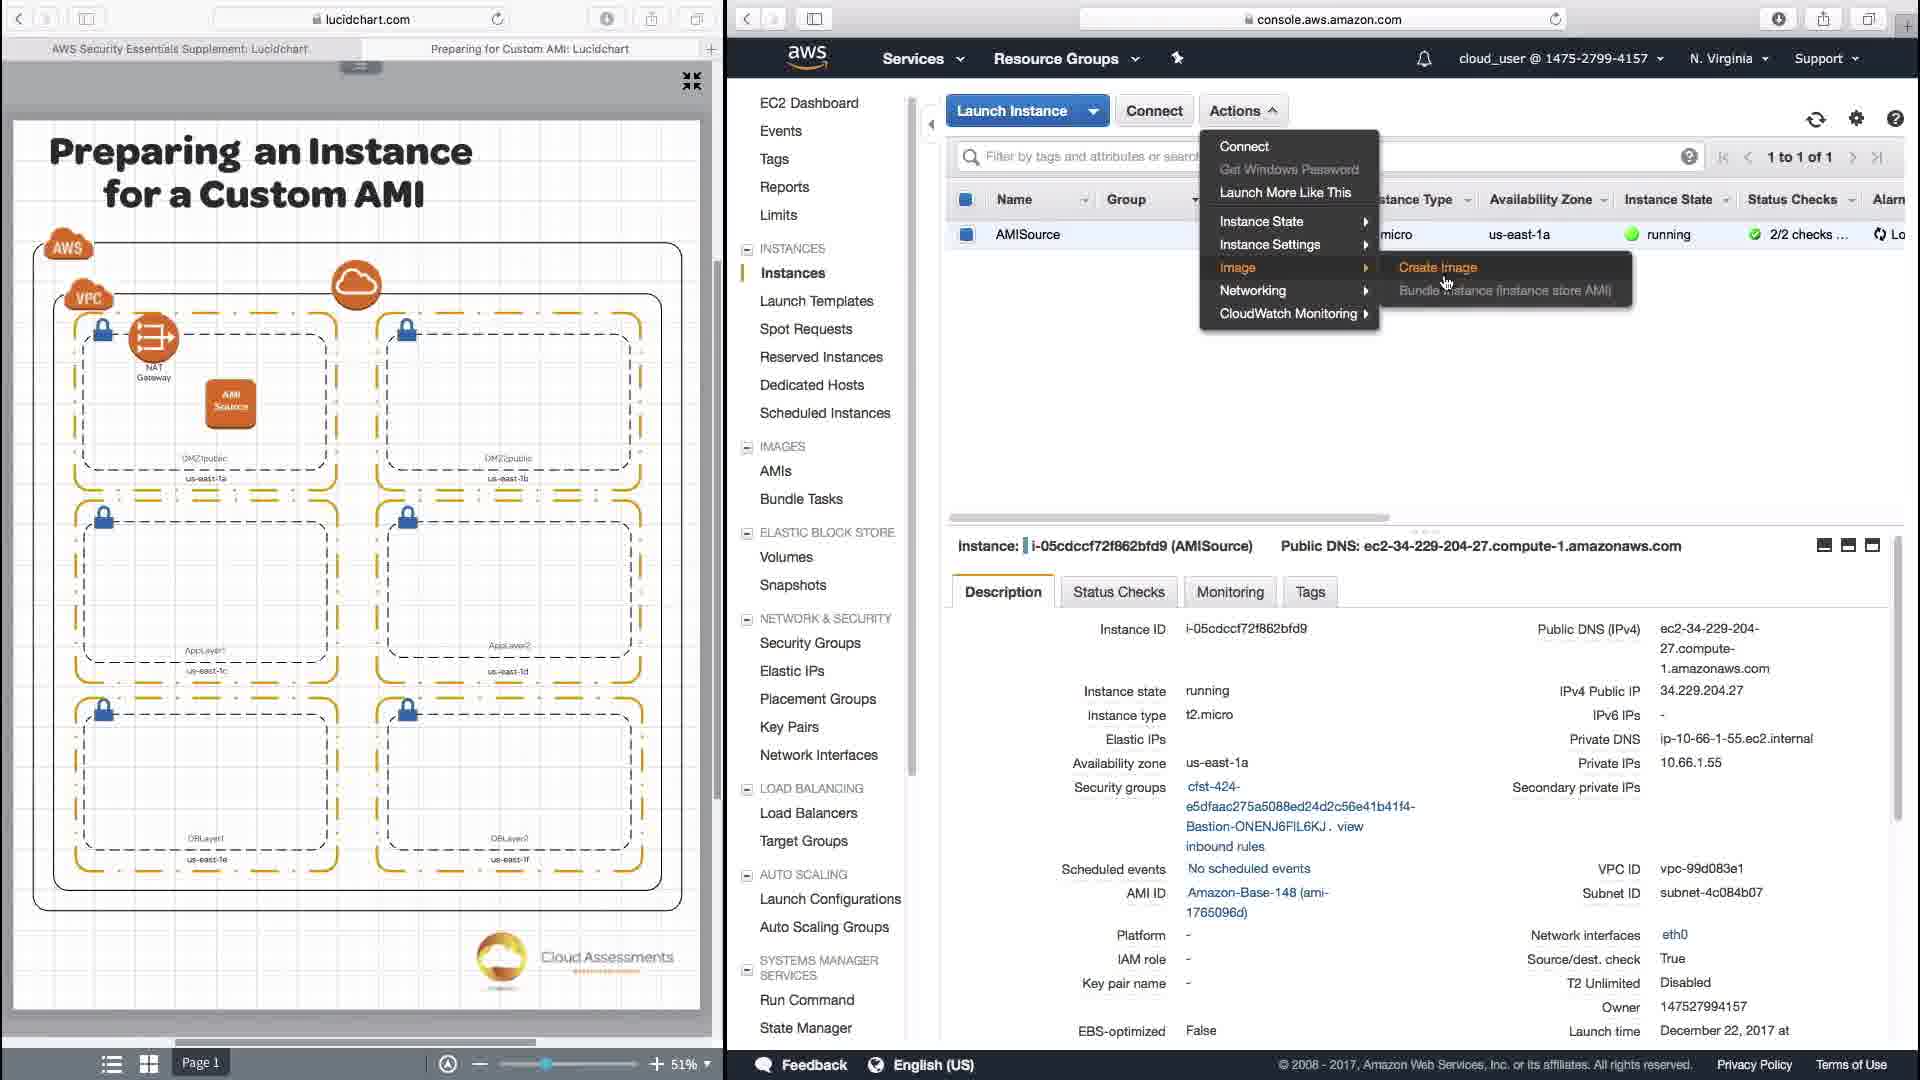 lucidchart.com
AWS Security Essentials Supplement: Lucidchart
Preparing for Custom AMI: Lucidchart
Preparing an Instance
for a Custom AMI
AWS
VPC
NAT
Gateway
AMI
Source
DMZ1public
us-east-1a
DMZ2public
us-east-1b
AppLayer1
us-east-1c
AppLayer2
us-east-1d
DBLayer1
us-east-1e
DBLayer2
us-east-1f
Cloud Assessments
Page 1
51%
console.aws.amazon.com
aws
Services
Resource Groups
cloud_user @ 1475-2799-4157
N. Virginia
Support
EC2 Dashboard
Events
Tags
Reports
Limits
INSTANCES
Instances
Launch Templates
Spot Requests
Reserved Instances
Dedicated Hosts
Scheduled Instances
IMAGES
AMIs
Bundle Tasks
ELASTIC BLOCK STORE
Volumes
Snapshots
NETWORK & SECURITY
Security Groups
Elastic IPs
Placement Groups
Key Pairs
Network Interfaces
LOAD BALANCING
Load Balancers
Target Groups
AUTO SCALING
Launch Configurations
Auto Scaling Groups
SYSTEMS MANAGER
SERVICES
Run Command
State Manager
Launch Instance
Connect
Actions
Filter by tags and attributes or search
1 to 1 of 1
Name
Group
stance Type
Availability Zone
Instance State
Status Checks
Alarm
AMISource
micro
us-east-1a
running
2/2 checks ...
Lo
Connect
Get Windows Password
Launch More Like This
Instance State
Instance Settings
Image
Networking
CloudWatch Monitoring
Create Image
Bundle Instance (instance store AMI)
Instance: i-05cdccf72f862bfd9 (AMISource)
Public DNS: ec2-34-229-204-27.compute-1.amazonaws.com
Description
Status Checks
Monitoring
Tags
Instance ID i-05cdccf72f862bfd9
Instance state running
Instance type t2.micro
Elastic IPs
Availability zone us-east-1a
Security groups cfst-424-
e5dfaac275a5088ed24d2c56e41b41f4-
Bastion-ONENJ6FIL6KJ . view
inbound rules
Scheduled events No scheduled events
AMI ID Amazon-Base-148 (ami-
1765096d)
Platform -
IAM role -
Key pair name -
EBS-optimized False
Public DNS (IPv4) ec2-34-229-204-
27.compute-
1.amazonaws.com
IPv4 Public IP 34.229.204.27
IPv6 IPs -
Private DNS ip-10-66-1-55.ec2.internal
Private IPs 10.66.1.55
Secondary private IPs
VPC ID vpc-99d083e1
Subnet ID subnet-4c084b07
Network interfaces eth0
Source/dest. check True
T2 Unlimited Disabled
Owner 147527994157
Launch time December 22, 2017 at
Feedback
English (US)
© 2008 - 2017, Amazon Web Services, Inc. or its affiliates. All rights reserved.
Privacy Policy
Terms of Use